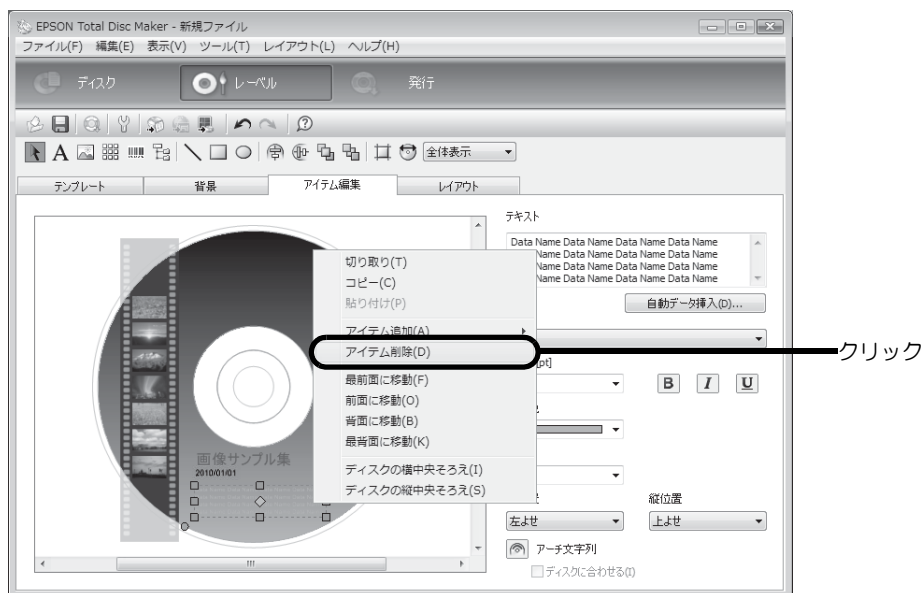 EPSON Total Disc Maker - 新規ファイル
ファイル(F) 編集(E) 表示(V) ツール(T) レイアウト(L) ヘルプ(H)
ディスク レーベル 発行
全体表示
テンプレート 背景 アイテム編集 レイアウト
テキスト
Data Name Data Name Data Name Data Name
Name Data Name Data Name Data Name
Name Data Name Data Name Data Name
Name Data Name Data Name Data Name
自動データ挿入(D)...
切り取り(T)
コピー(C)
貼り付け(P)
アイテム追加(A)
アイテム削除(D)
クリック
[pt]
B I U
最前面に移動(F)
前面に移動(O)
背面に移動(B)
最背面に移動(K)
ディスクの横中央そろえ(I)
ディスクの縦中央そろえ(S)
画像サンプル集
2010/01/01
縦位置
左よせ 上よせ
アーチ文字列
ディスクに合わせる(I)